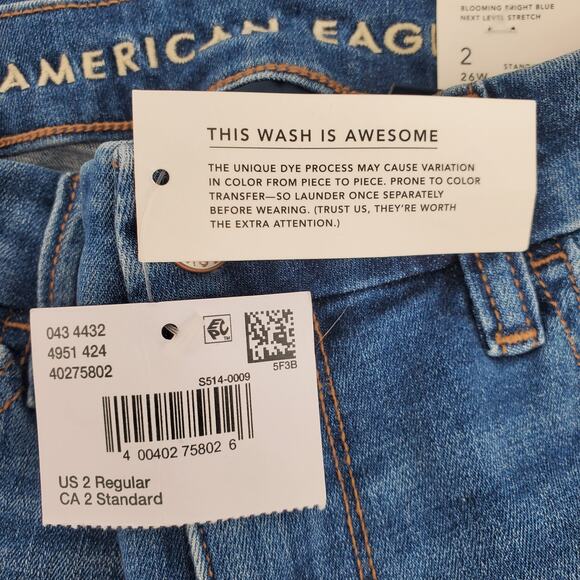 AMERICAN EAG
BLOOMING BRIGHT BLUE
NEXT LEVEL STRETCH
2
26W
THIS WASH IS AWESOME
THE UNIQUE DYE PROCESS MAY CAUSE VARIATION
IN COLOR FROM PIECE TO PIECE. PRONE TO COLOR
TRANSFER—SO LAUNDER ONCE SEPARATELY
BEFORE WEARING. (TRUST US, THEY'RE WORTH
THE EXTRA ATTENTION.)
043 4432
4951 424
40275802
EPC
TM
5F3B
S514-0009
4 00402 75802 6
US 2 Regular
CA 2 Standard